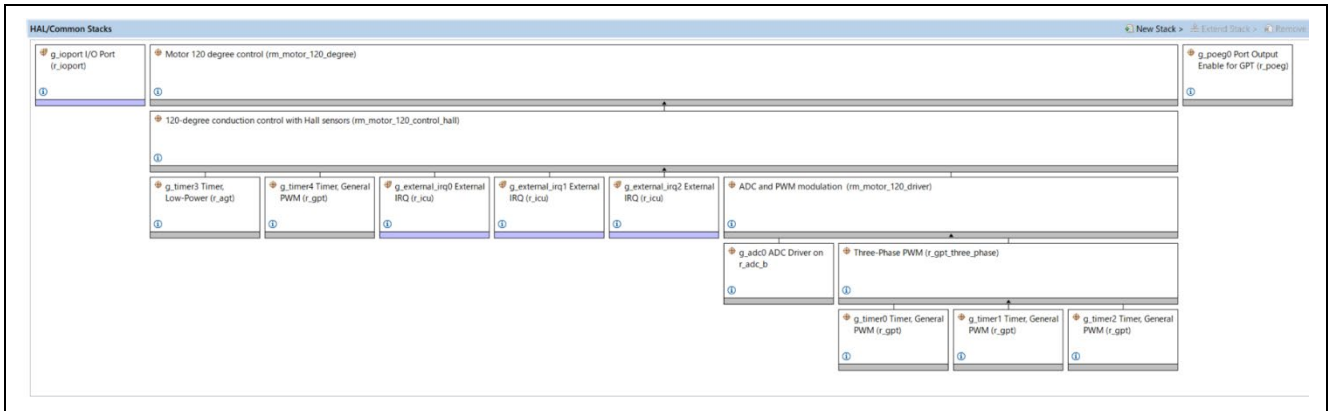 HAL/Common Stacks
New Stack > Extend Stack > Remove
g_ioport I/O Port
(r_ioport)
Motor 120 degree control (rm_motor_120_degree)
g_poeg0 Port Output
Enable for GPT (r_poeg)
120-degree conduction control with Hall sensors (rm_motor_120_control_hall)
g_timer3 Timer,
Low-Power (r_agt)
g_timer4 Timer, General
PWM (r_gpt)
g_external_irq0 External
IRQ (r_icu)
g_external_irq1 External
IRQ (r_icu)
g_external_irq2 External
IRQ (r_icu)
ADC and PWM modulation (rm_motor_120_driver)
g_adc0 ADC Driver on
r_adc_b
Three-Phase PWM (r_gpt_three_phase)
g_timer0 Timer, General
PWM (r_gpt)
g_timer1 Timer, General
PWM (r_gpt)
g_timer2 Timer, General
PWM (r_gpt)